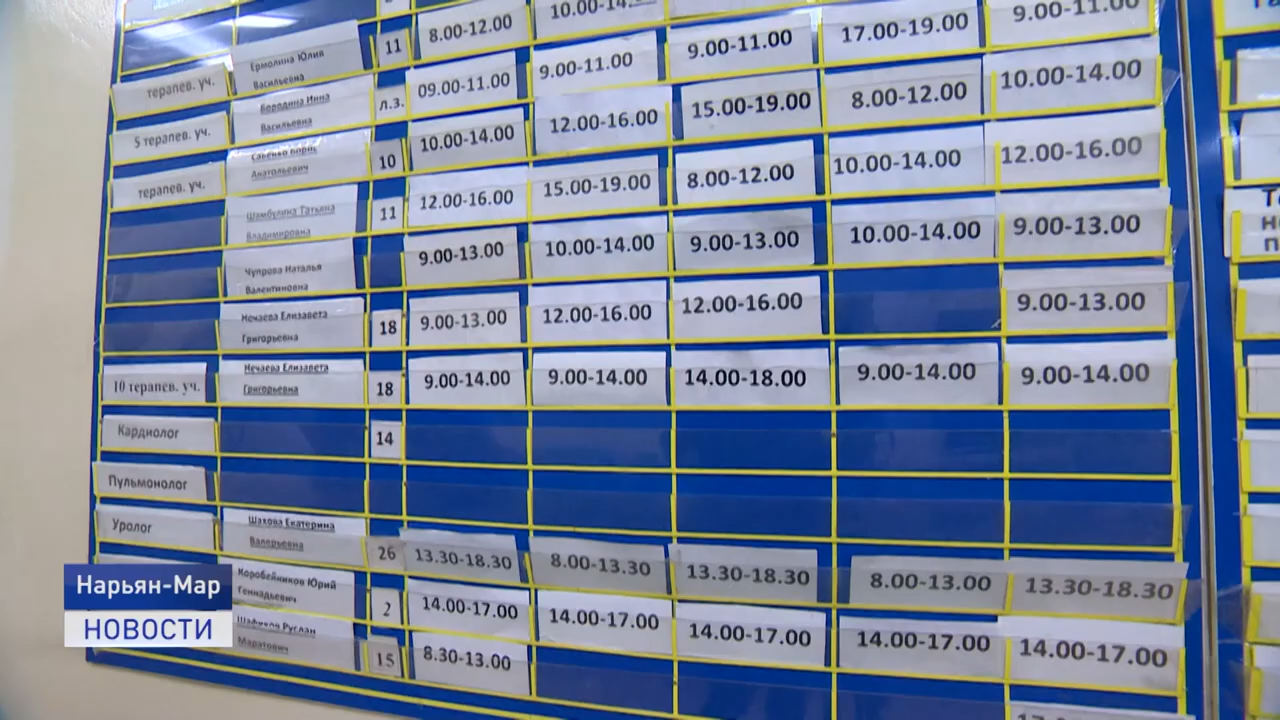 8.00-12.00 10.00-14. 17.00-19.00 9.00-11.00
терапев. уч. Ермолина Юлия Васильевна 11 09.00-11.00 9.00-11.00 9.00-11.00 8.00-12.00 10.00-14.00
5 терапев. уч. Бородина Инна Васильевна л.з. 10.00-14.00 12.00-16.00 15.00-19.00 10.00-14.00 12.00-16.00
терапев. уч. Савенко Борис Анатольевич 10 12.00-16.00 15.00-19.00 8.00-12.00
Шамбулина Татьяна Владимировна 11 9.00-13.00 10.00-14.00 9.00-13.00 10.00-14.00 9.00-13.00
Чупрова Наталья Валентиновна
Нечаева Елизавета Григорьевна 18 9.00-13.00 12.00-16.00 12.00-16.00 9.00-13.00
10 терапев. уч. Нечаева Елизавета Григорьевна 18 9.00-14.00 9.00-14.00 14.00-18.00 9.00-14.00 9.00-14.00
Кардиолог 14
Пульмонолог
Уролог Шахова Екатерина Валерьевна 26 13.30-18.30 8.00-13.30 13.30-18.30 8.00-13.00 13.30-18.30
Коробейников Юрий Геннадьевич 2 14.00-17.00 14.00-17.00 14.00-17.00 14.00-17.00 14.00-17.00
Руслан Маратович 15 8.30-13.00
Нарьян-Мар
НОВОСТИ